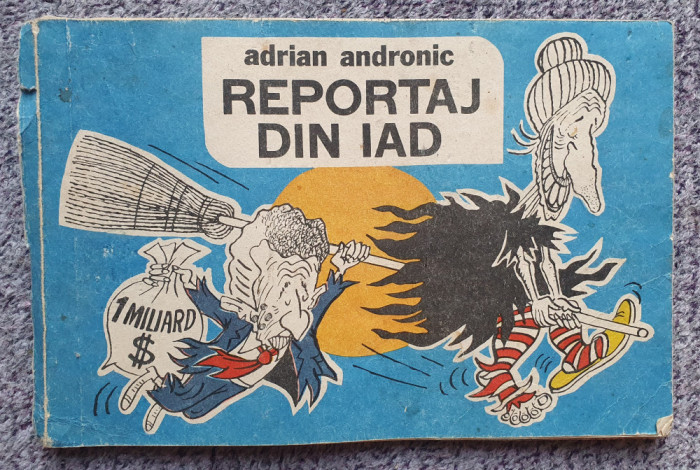 adrian andronic
REPORTAJ
DIN IAD
1 MILIARD
$